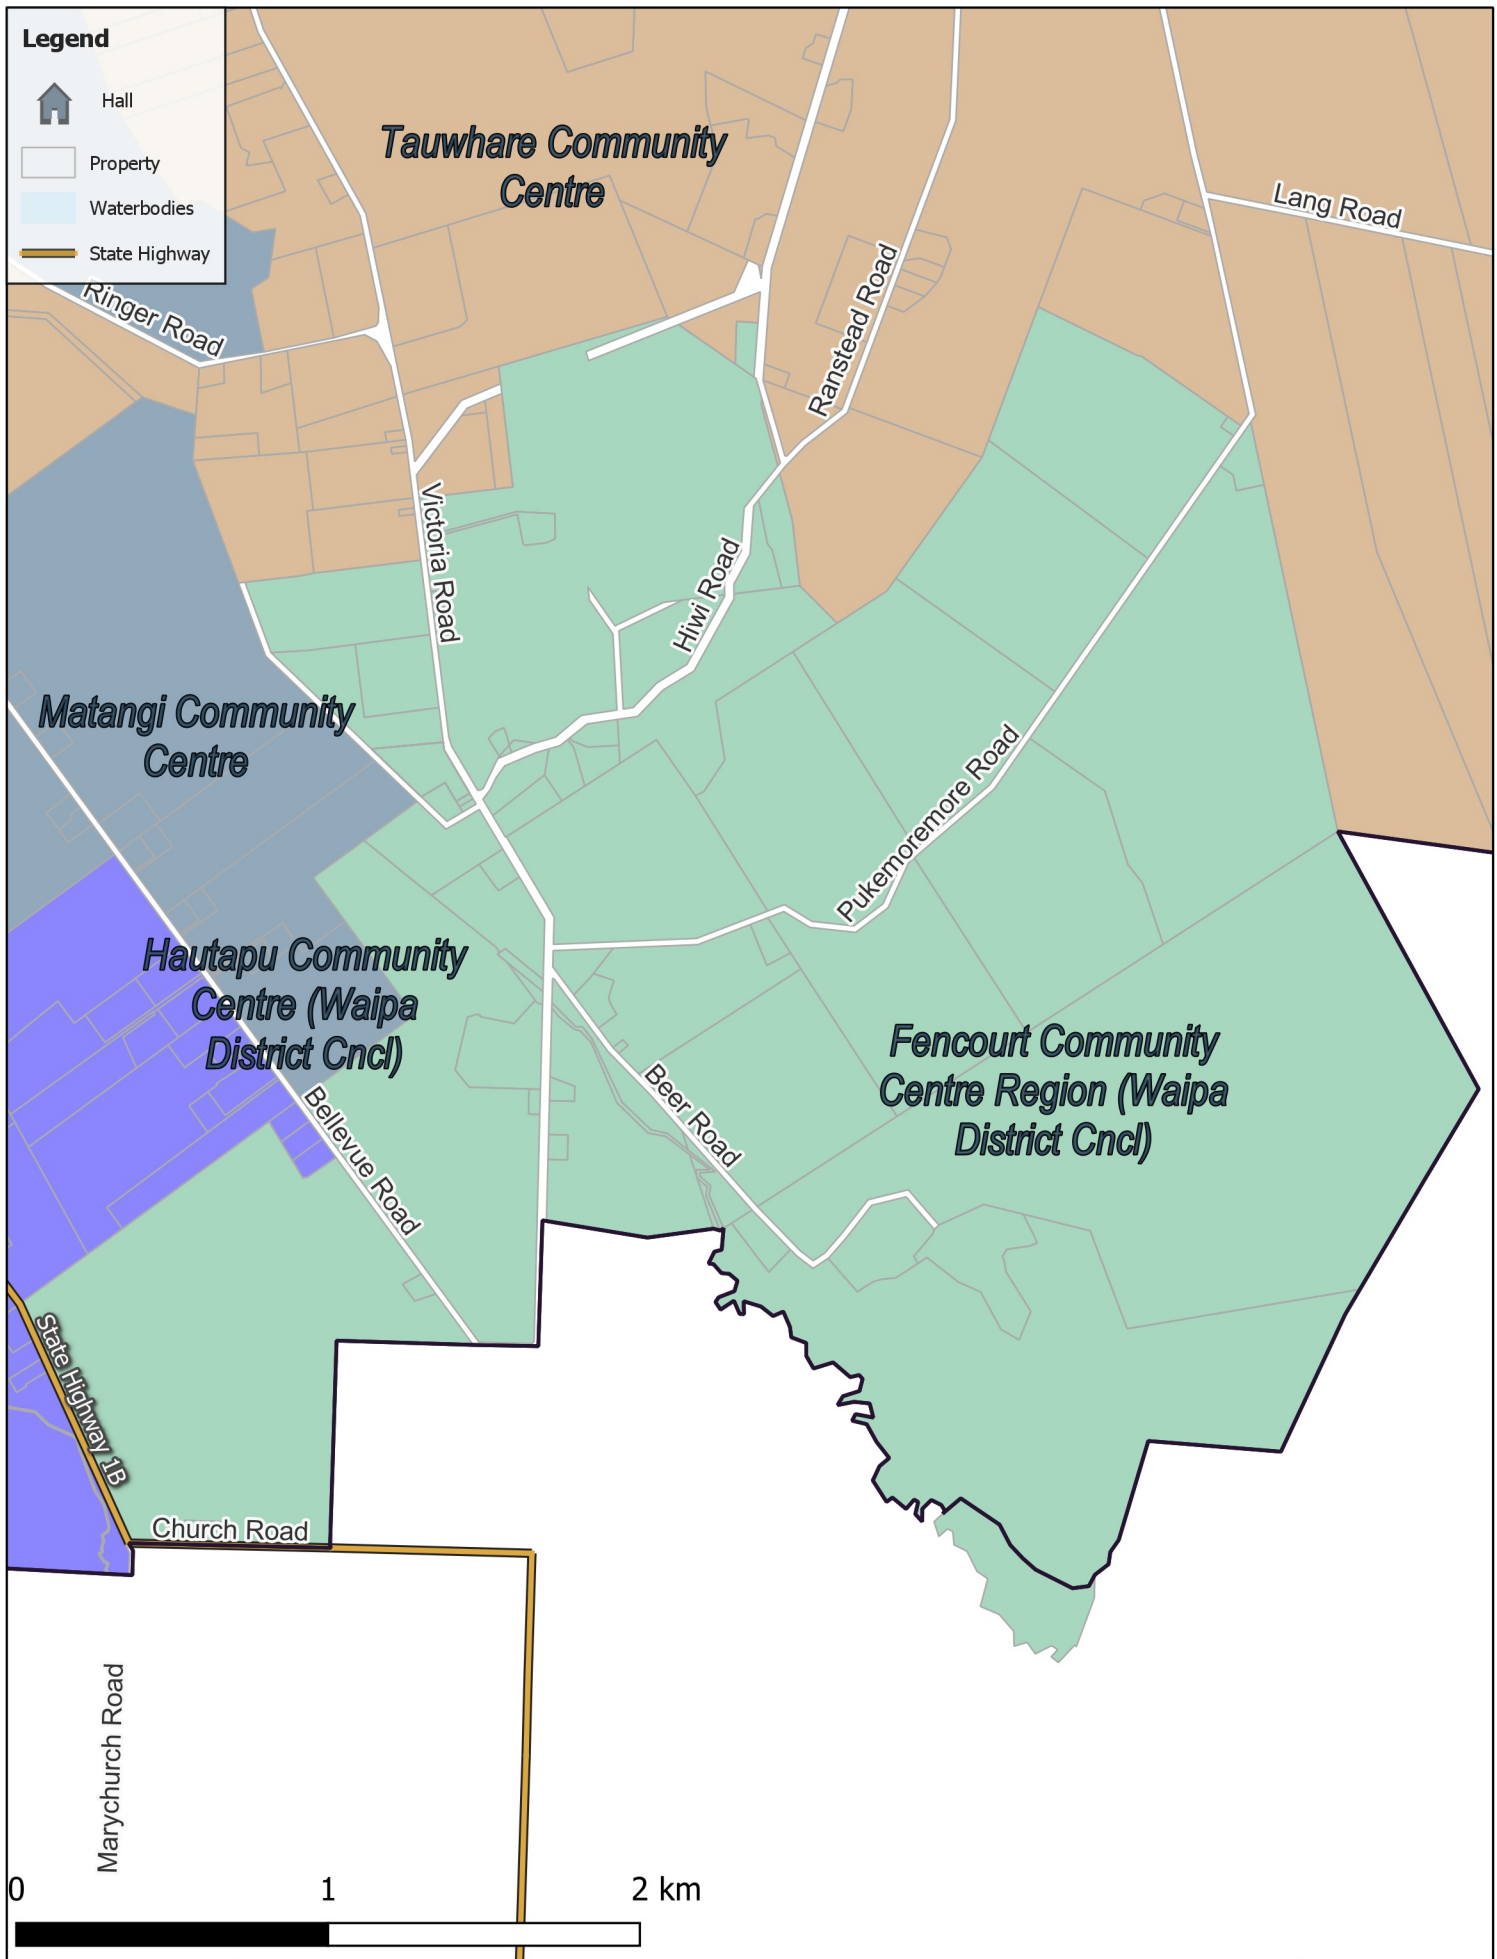 Legend
Hall
Property
Waterbodies
State Highway
Tauwhare Community
Centre
Lang Road
Ringer Road
Ranstead Road
Victoria Road
Hiwi Road
Matangi Community
Centre
Pukemoremore Road
Hautapu Community
Centre (Waipa
District Cncl)
Fencourt Community
Centre Region (Waipa
District Cncl)
Beer Road
Bellevue Road
State Highway 1B
Church Road
Marychurch Road
0 1 2 km